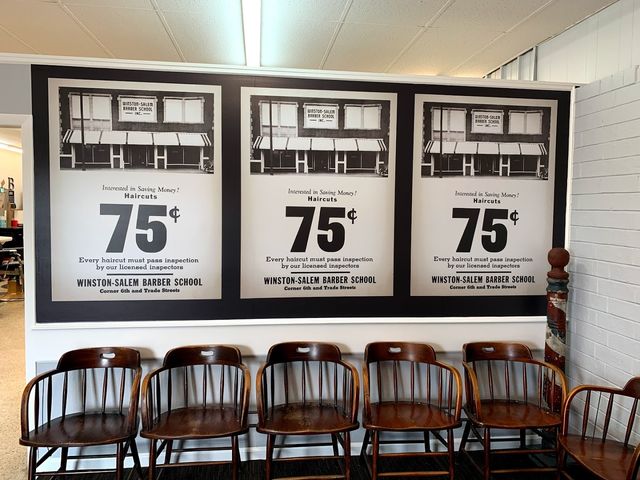 WINSTON-SALEM
BARBER SCHOOL
INC.
Interested in Saving Money!
Haircuts
75¢
Every haircut must pass inspection
by our licensed inspectors
WINSTON-SALEM BARBER SCHOOL
Corner 6th and Trade Streets
WINSTON-SALEM
BARBER SCHOOL
INC.
Interested in Saving Money!
Haircuts
75¢
Every haircut must pass inspection
by our licensed inspectors
WINSTON-SALEM BARBER SCHOOL
Corner 6th and Trade Streets
WINSTON-SALEM
BARBER SCHOOL
INC.
Interested in Saving Money!
Haircuts
75¢
Every haircut must pass inspection
by our licensed inspectors
WINSTON-SALEM BARBER SCHOOL
Corner 6th and Trade Streets